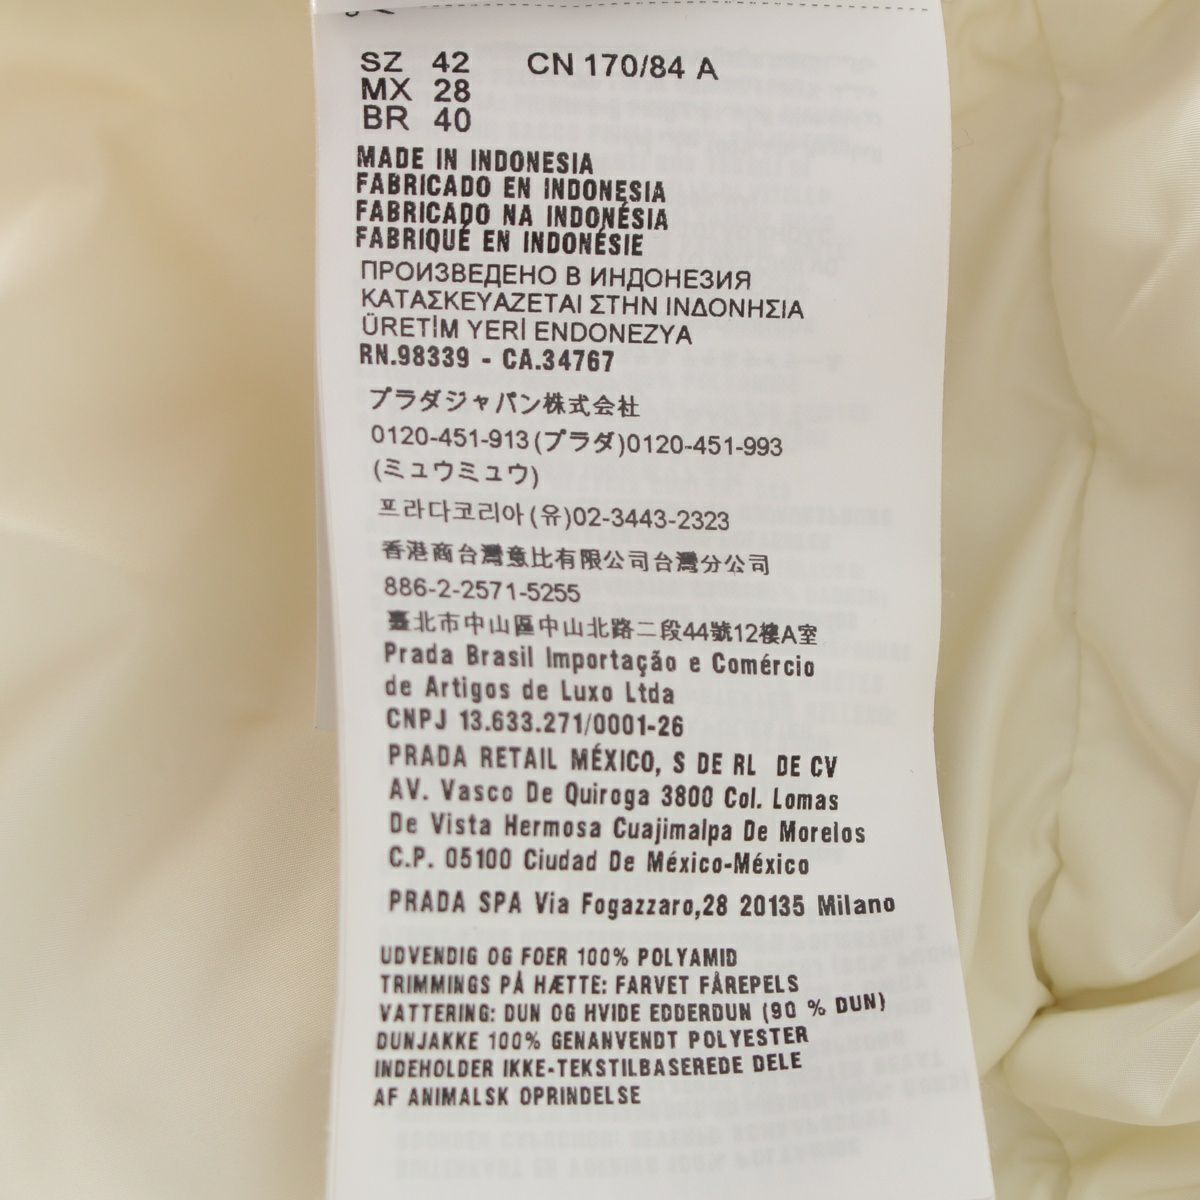 SZ 42 CN 170/84 A
MX 28
BR 40
MADE IN INDONESIA
FABRICADO EN INDONESIA
FABRICADO NA INDONÉSIA
FABRIQUÉ EN INDONÉSIE
ПРОИЗВЕДЕНО В ИНДОНЕЗИЯ
ΚΑΤΑΣΚΕΥΑΖΕΤΑΙ ΣΤΗΝ ΙΝΔΟΝΗΣΙΑ
ÜRETİM YERİ ENDONEZYA
RN.98339 - CA.34767
プラダジャパン株式会社
0120-451-913(プラダ)0120-451-993
(ミュウミュウ)
프라다코리아(유)02-3443-2323
香港商台灣意比有限公司台灣分公司
886-2-2571-5255
臺北市中山區中山北路二段44號12樓A室
Prada Brasil Importação e Comércio
de Artigos de Luxo Ltda
CNPJ 13.633.271/0001-26
PRADA RETAIL MÉXICO, S DE RL DE CV
AV. Vasco De Quiroga 3800 Col. Lomas
De Vista Hermosa Cuajimalpa De Morelos
C.P. 05100 Ciudad De México-México
PRADA SPA Via Fogazzaro,28 20135 Milano
UDVENDIG OG FOER 100% POLYAMID
TRIMMINGS PÅ HÆTTE: FARVET FÅREPELS
VATTERING: DUN OG HVIDE EDDERDUN (90 % DUN)
DUNJAKKE 100% GENANVENDT POLYESTER
INDEHOLDER IKKE-TEKSTILBASEREDE DELE
AF ANIMALSK OPRINDELSE